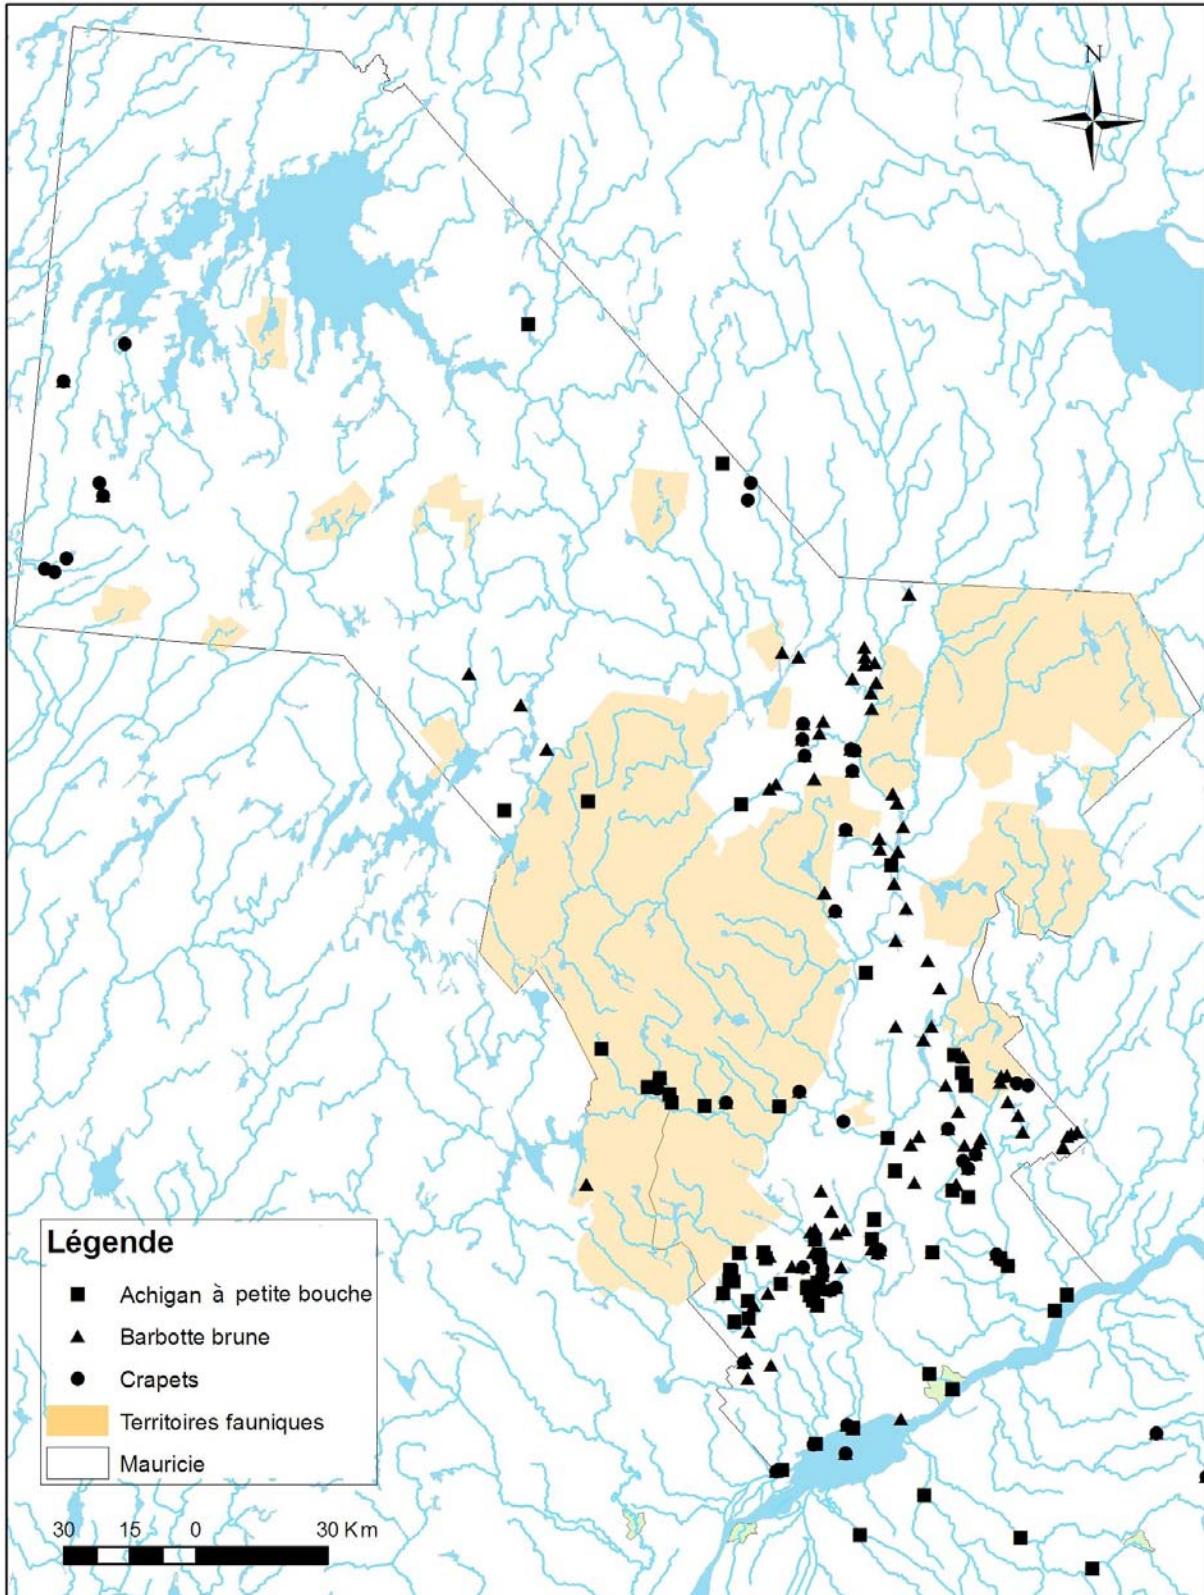 N
Légende
Achigan à petite bouche
Barbotte brune
Crapets
Territoires fauniques
Mauricie
30 15 0 30 Km